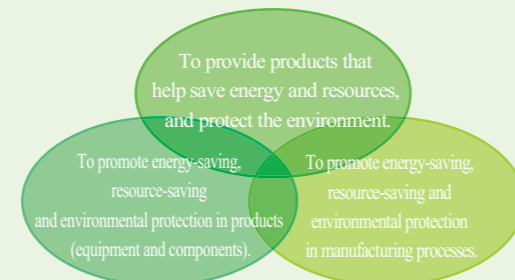 To provide products that
help save energy and resources,
and protect the environment.
To promote energy-saving,
resource-saving
and environmental protection in products
(equipment and components).
To promote energy-saving,
resource-saving and
environmental protection
in manufacturing processes.